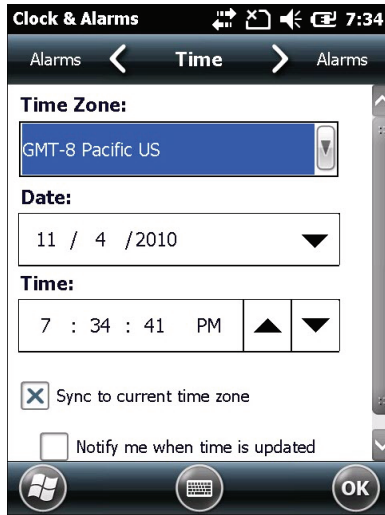 Clock & Alarms 7:34
Alarms Time Alarms
Time Zone:
GMT-8 Pacific US
Date:
11 / 4 /2010
Time:
7 : 34 : 41 PM
Sync to current time zone
Notify me when time is updated
OK